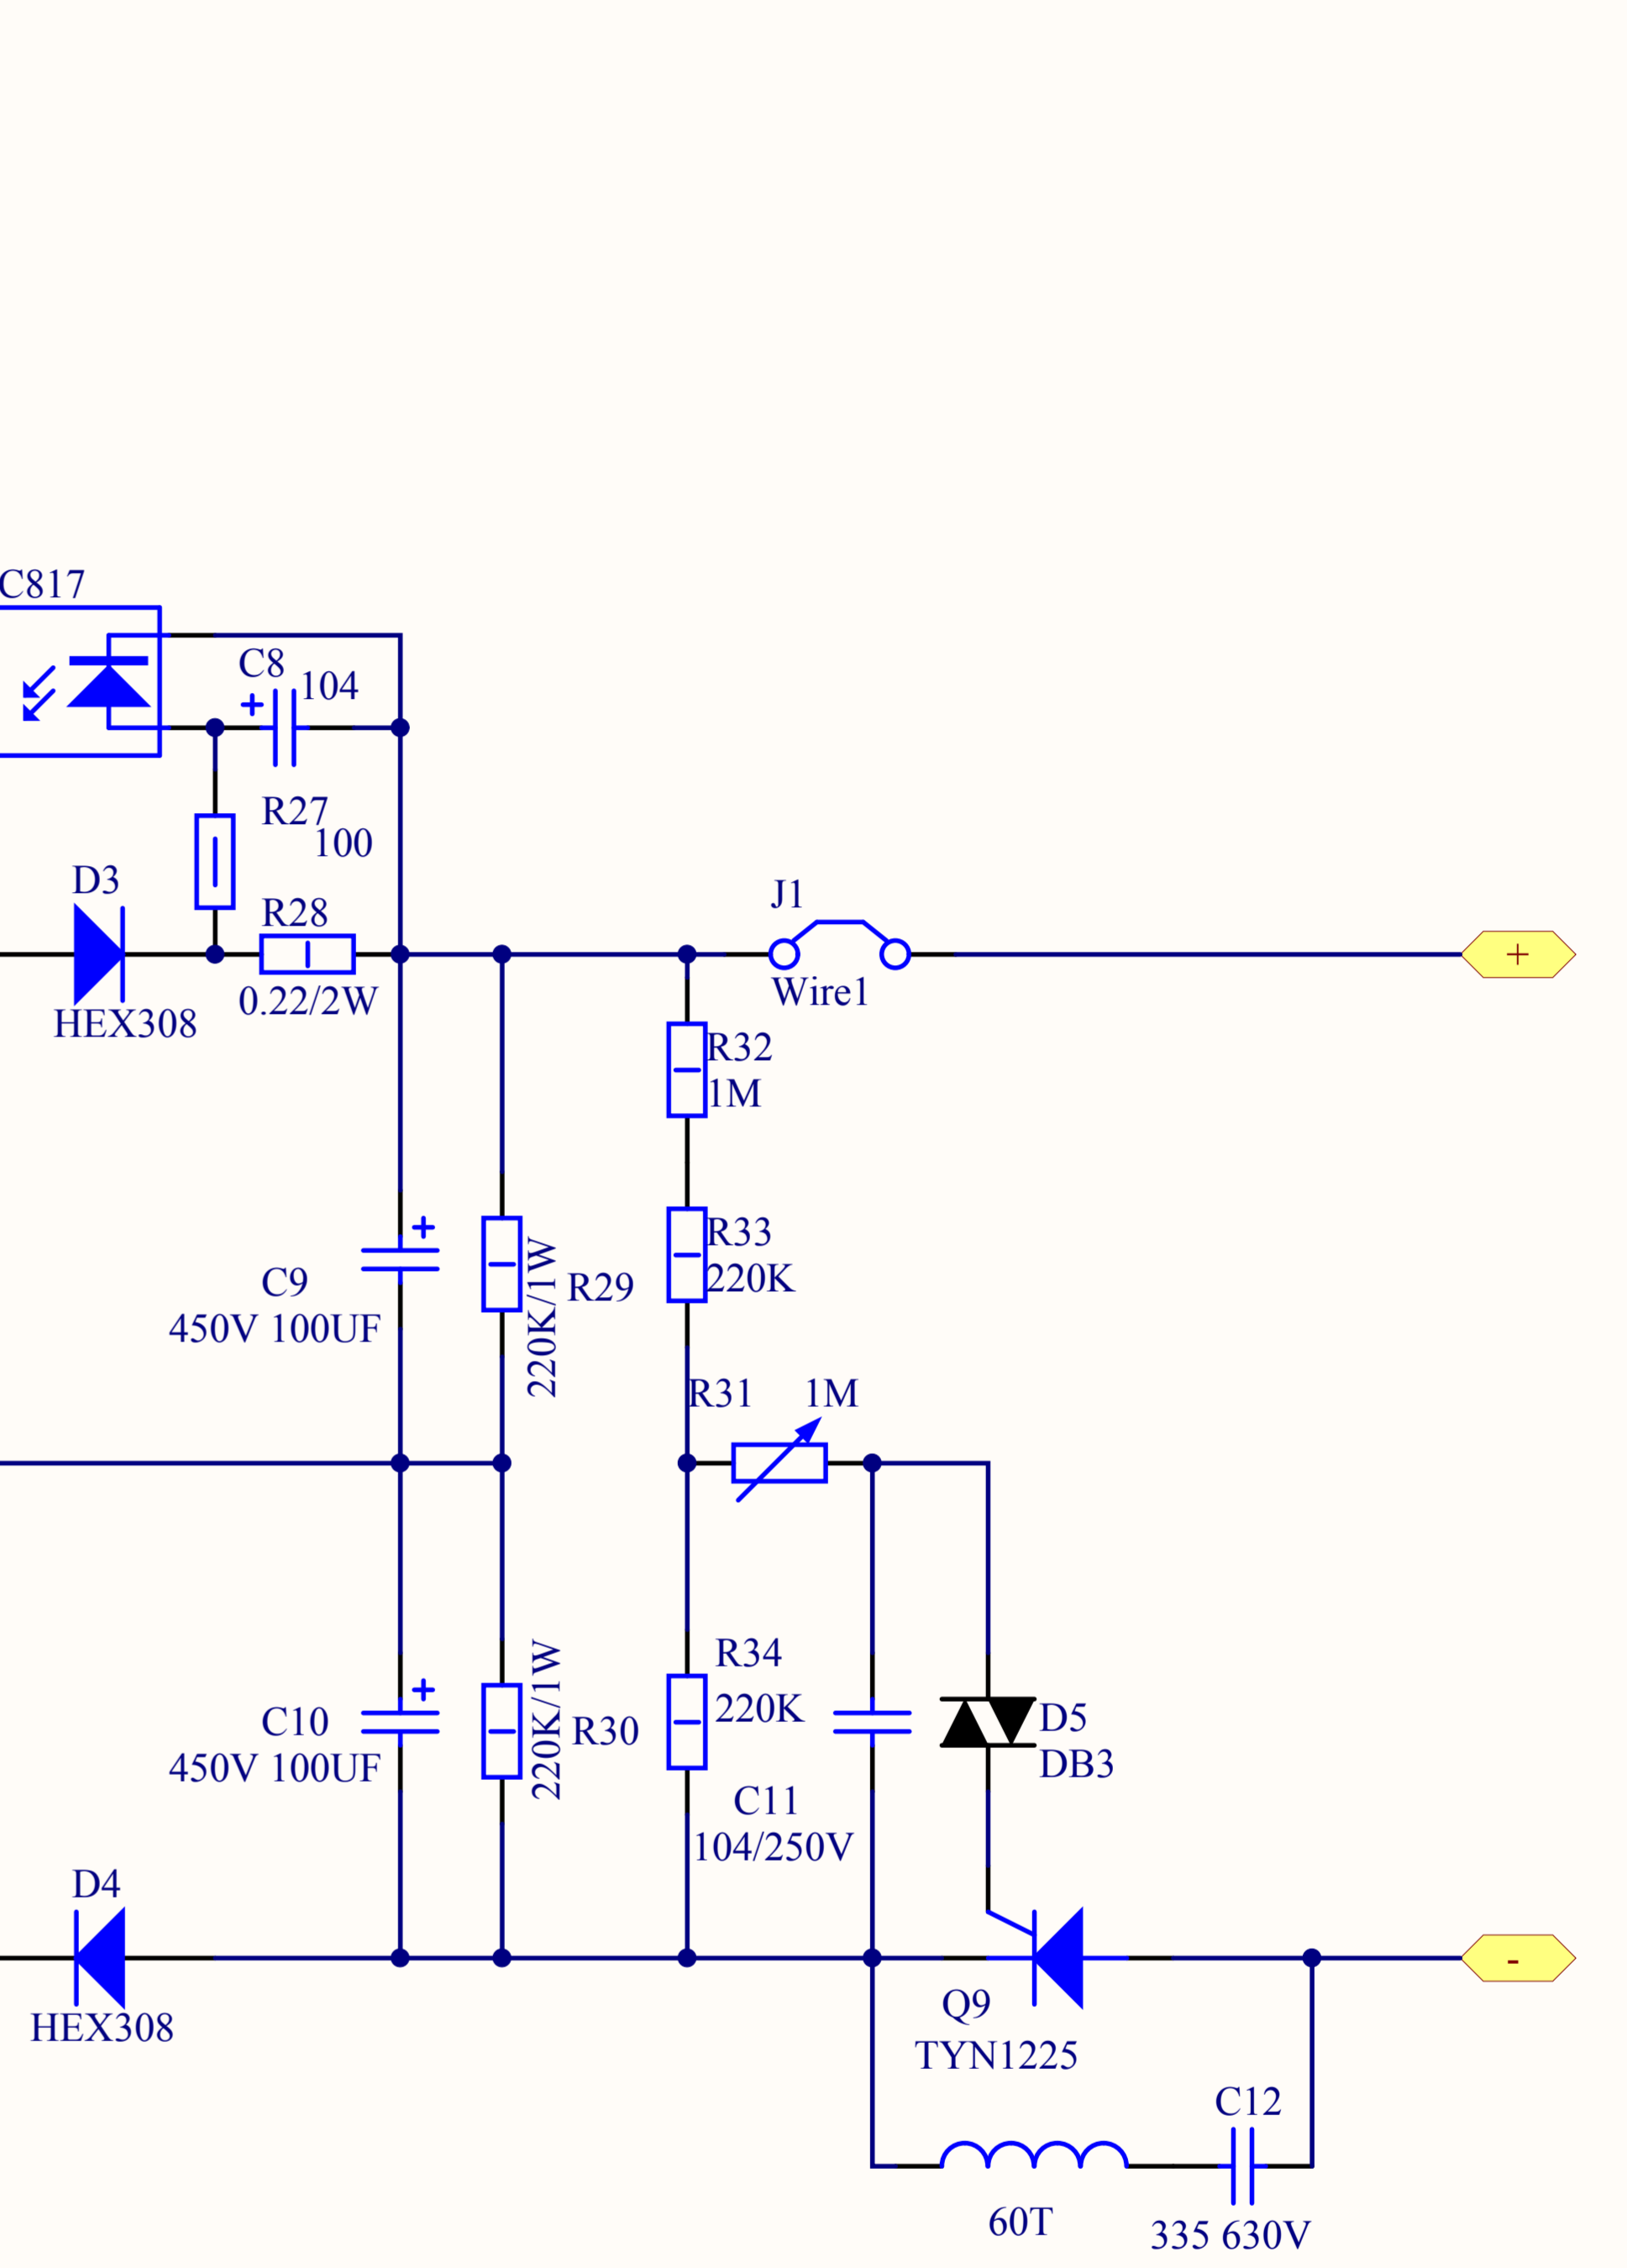 C817
C8
104
R27
100
D3
R28
HEX308
0.22/2W
J1
Wire1
+
R32
1M
R33
220K
C9
450V 100UF
220K/1W
R29
R31
1M
R34
220K
C10
450V 100UF
220K/1W
R30
D5
DB3
C11
104/250V
D4
HEX308
-
Q9
TYN1225
C12
60T
335 630V